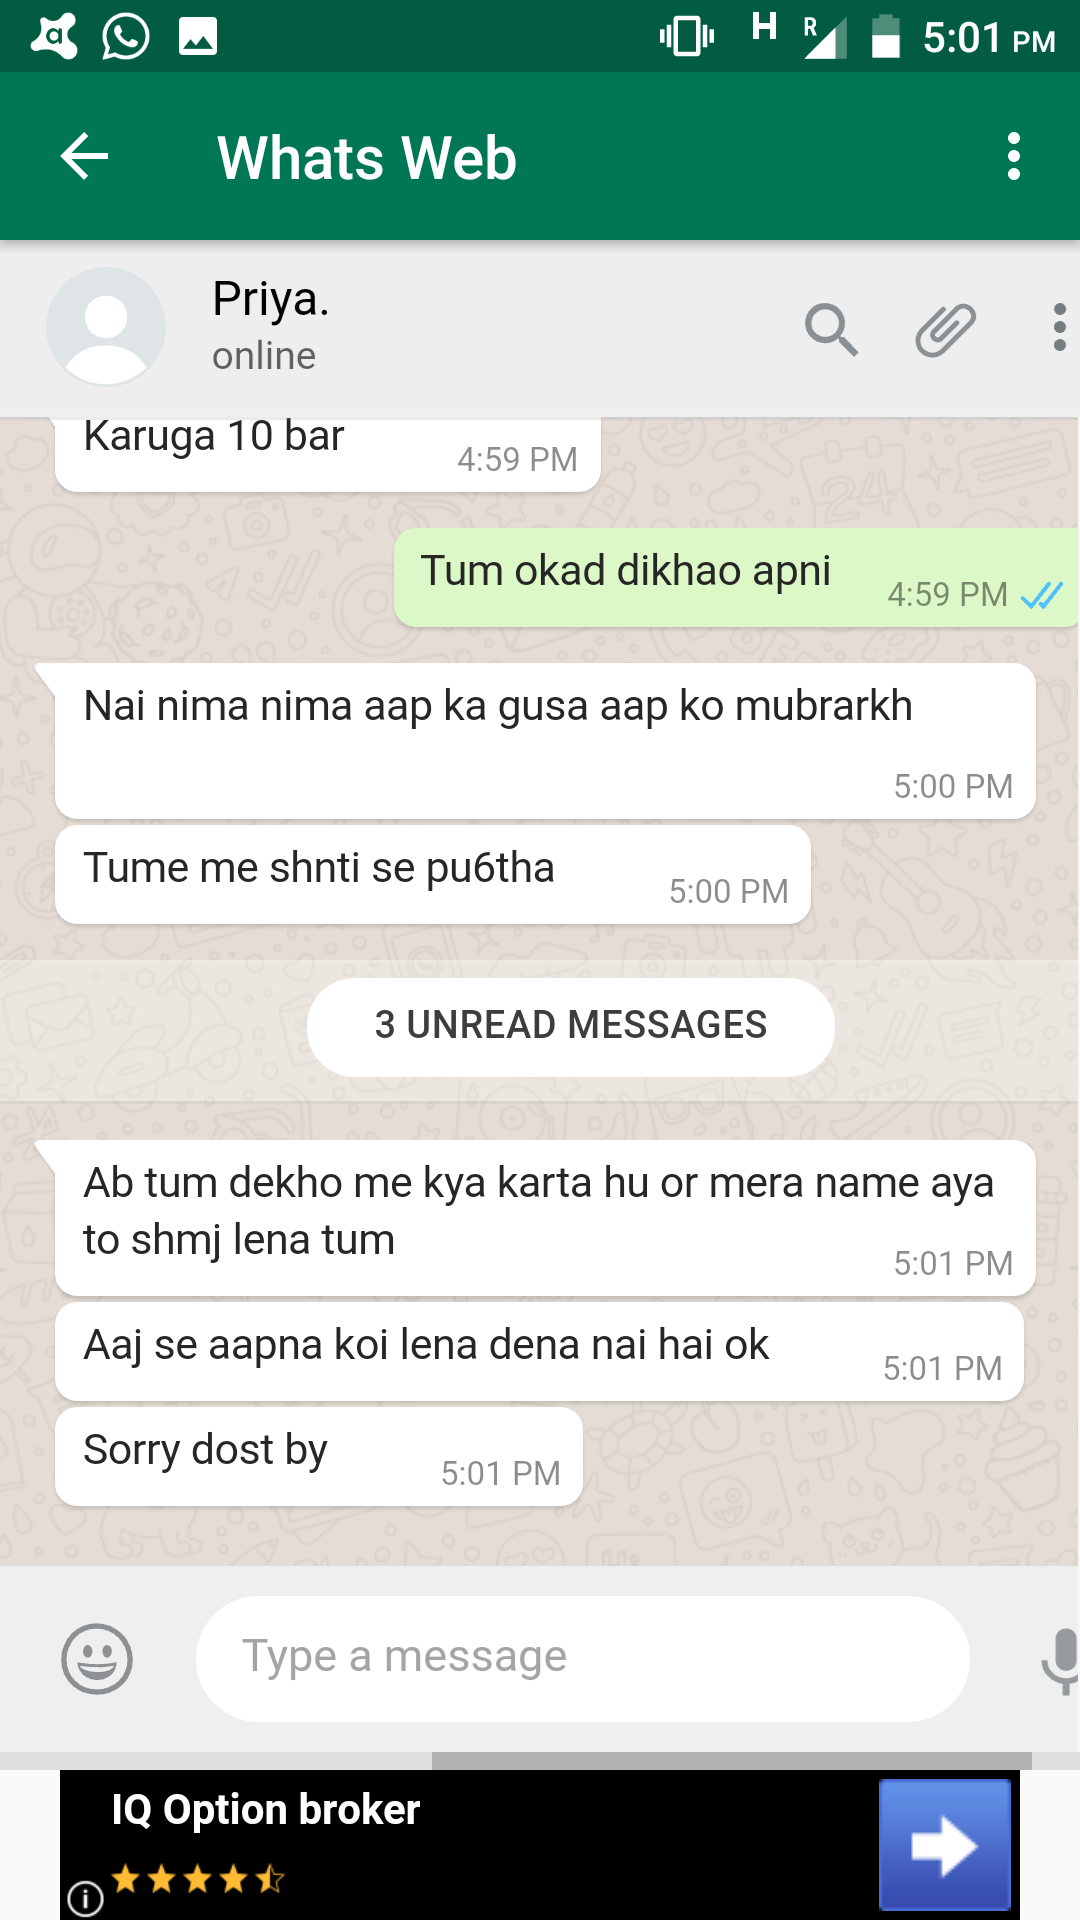 H R 5:01 PM
Whats Web
Priya.
online
Karuga 10 bar
4:59 PM
Tum okad dikhao apni
4:59 PM
Nai nima nima aap ka gusa aap ko mubrarkh
5:00 PM
Tume me shnti se pu6tha
5:00 PM
3 UNREAD MESSAGES
Ab tum dekho me kya karta hu or mera name aya
to shmj lena tum
5:01 PM
Aaj se aapna koi lena dena nai hai ok
5:01 PM
Sorry dost by
5:01 PM
Type a message
IQ Option broker